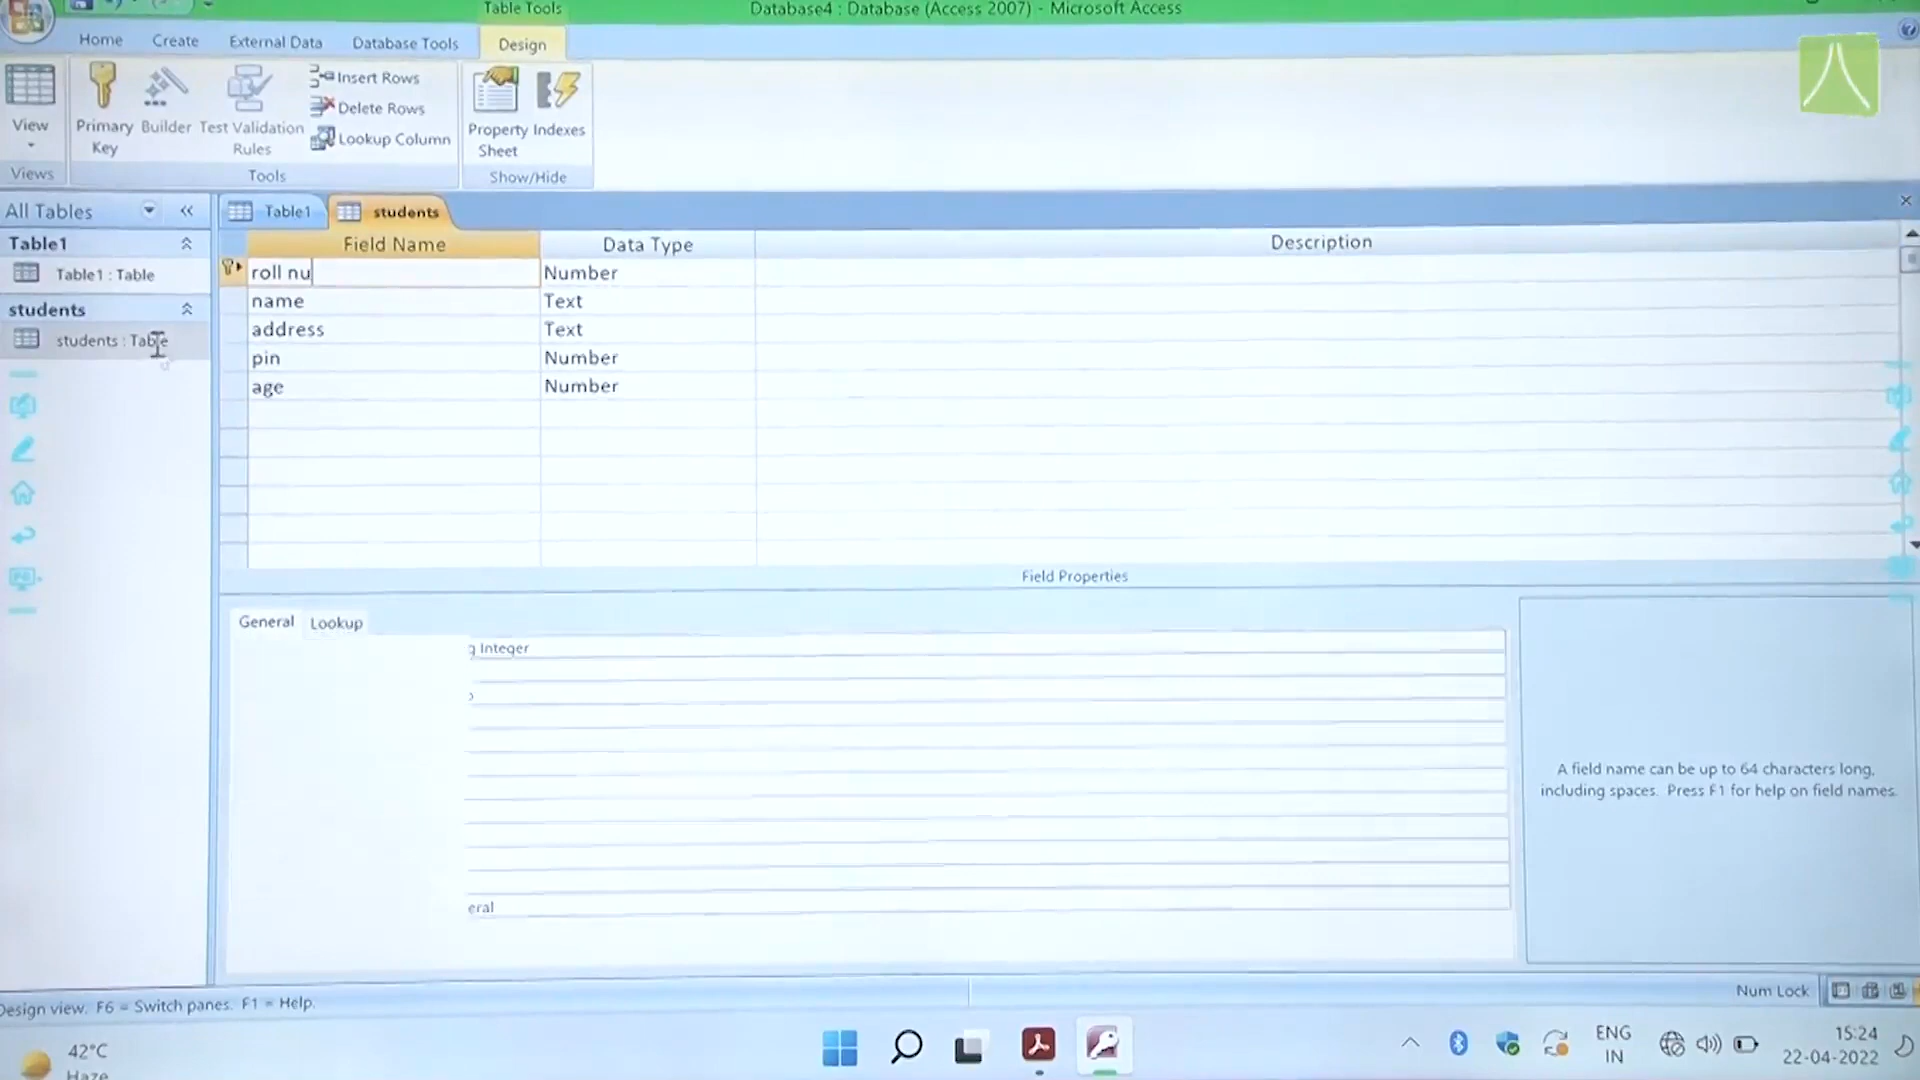 Table Tools
Database4 : Database (Access 2007) - Microsoft Access
Home Create External Data Database Tools Design
View
Views
Primary Key
Builder
Test Validation Rules
Insert Rows
Delete Rows
Lookup Column
Tools
Property Sheet
Indexes
Show/Hide
All Tables
Table1
Table1 : Table
students
students : Table
Table1 students
Field Name Data Type Description
roll nu Number
name Text
address Text
pin Number
age Number
Field Properties
General Lookup
g Integer
eral
A field name can be up to 64 characters long,
including spaces. Press F1 for help on field names.
Design view. F6 = Switch panes. F1 = Help.
Num Lock
42°C
Haze
ENG
IN
15:24
22-04-2022